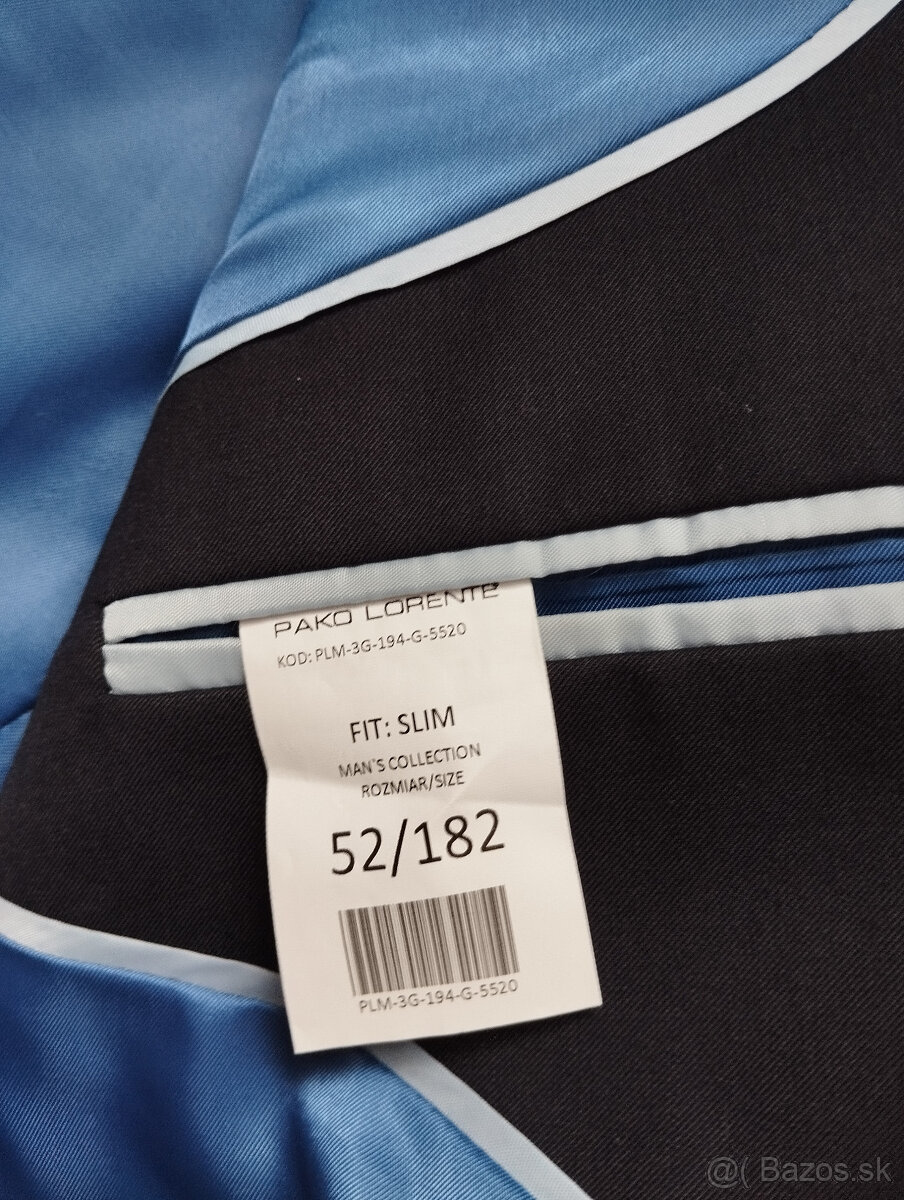 PAKO LORENTE
KOD: PLM-3G-194-G-5520
FIT: SLIM
MAN`S COLLECTION
ROZMIAR/SIZE
52/182
PLM-3G-194-G-5520
@( Bazos.sk